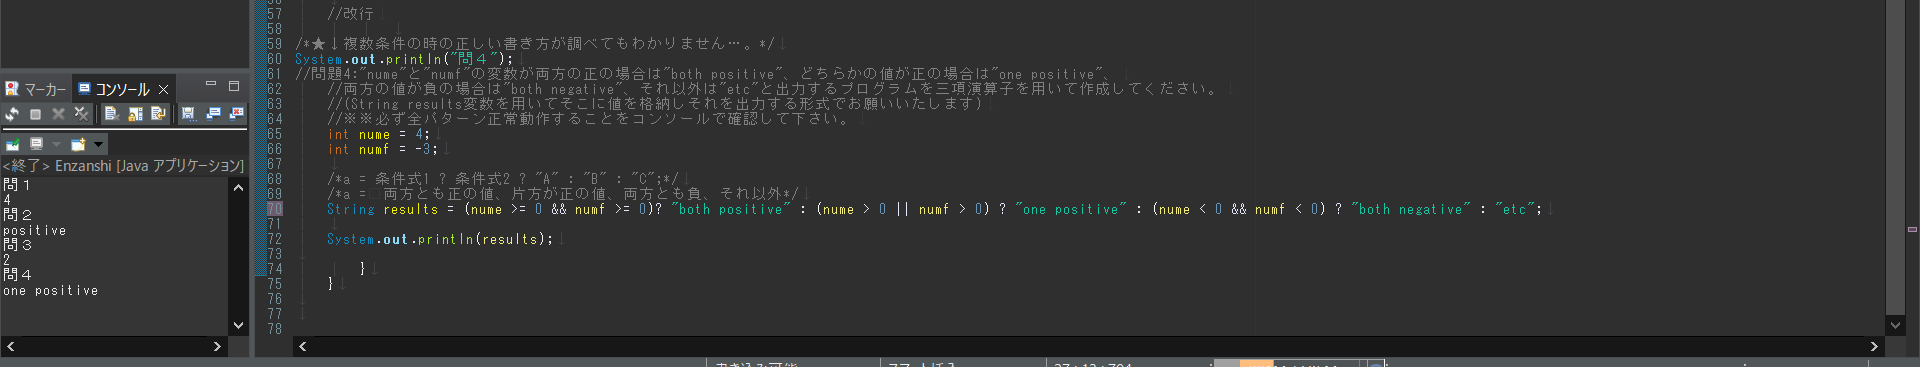 マーカー コンソール
<終了> Enzanshi [Java アプリケーション]
問１
4
問２
positive
問３
2
問４
one positive
57 //改行
58
59 /*★↓複数条件の時の正しい書き方が調べてもわかりません…。*/
60 System.out.println("問４");
61 //問題4:"nume"と"numf"の変数が両方の正の場合は"both positive"、どちらかの値が正の場合は"one positive"、
62 //両方の値が負の場合は"both negative"、それ以外は"etc"と出力するプログラムを三項演算子を用いて作成してください。
63 //(String results変数を用いてそこに値を格納しそれを出力する形式でお願いいたします)
64 //※※必ず全パターン正常動作することをコンソールで確認して下さい。
65 int nume = 4;
66 int numf = -3;
67
68 /*a = 条件式1 ? 条件式2 ? "A" : "B" : "C";*/
69 /*a =　両方とも正の値、片方が正の値、両方とも負、それ以外*/
70 String results = (nume >= 0 && numf >= 0)? "both positive" : (nume > 0 || numf > 0) ? "one positive" : (nume < 0 && numf < 0) ? "both negative" : "etc";
71
72 System.out.println(results);
73
74 }
75 }
76
77
78